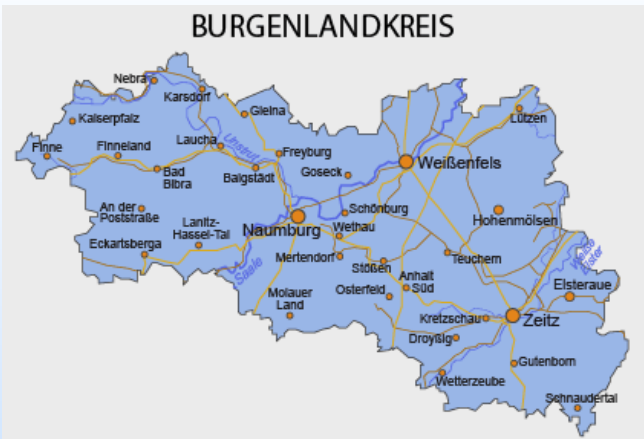 BURGENLANDKREIS
Nebra
Karsdorf
Kaiserpfalz
Gleina
Lützen
Laucha
Unstrut
Finne
Finneland
Freyburg
Weißenfels
Bad
Bibra
Balgstädt
Goseck
An der
Poststraße
Schönburg
Hohenmölsen
Lanitz-
Hassel-Tal
Naumburg
Wethau
Eckartsberga
Mertendorf
Stößen
Teuchern
Weiße
Elster
Saale
Anhalt
Süd
Osterfeld
Elsteraue
Molauer
Land
Kretzschau
Zeitz
Droyßig
Gutenborn
Wetterzeube
Schnaudertal